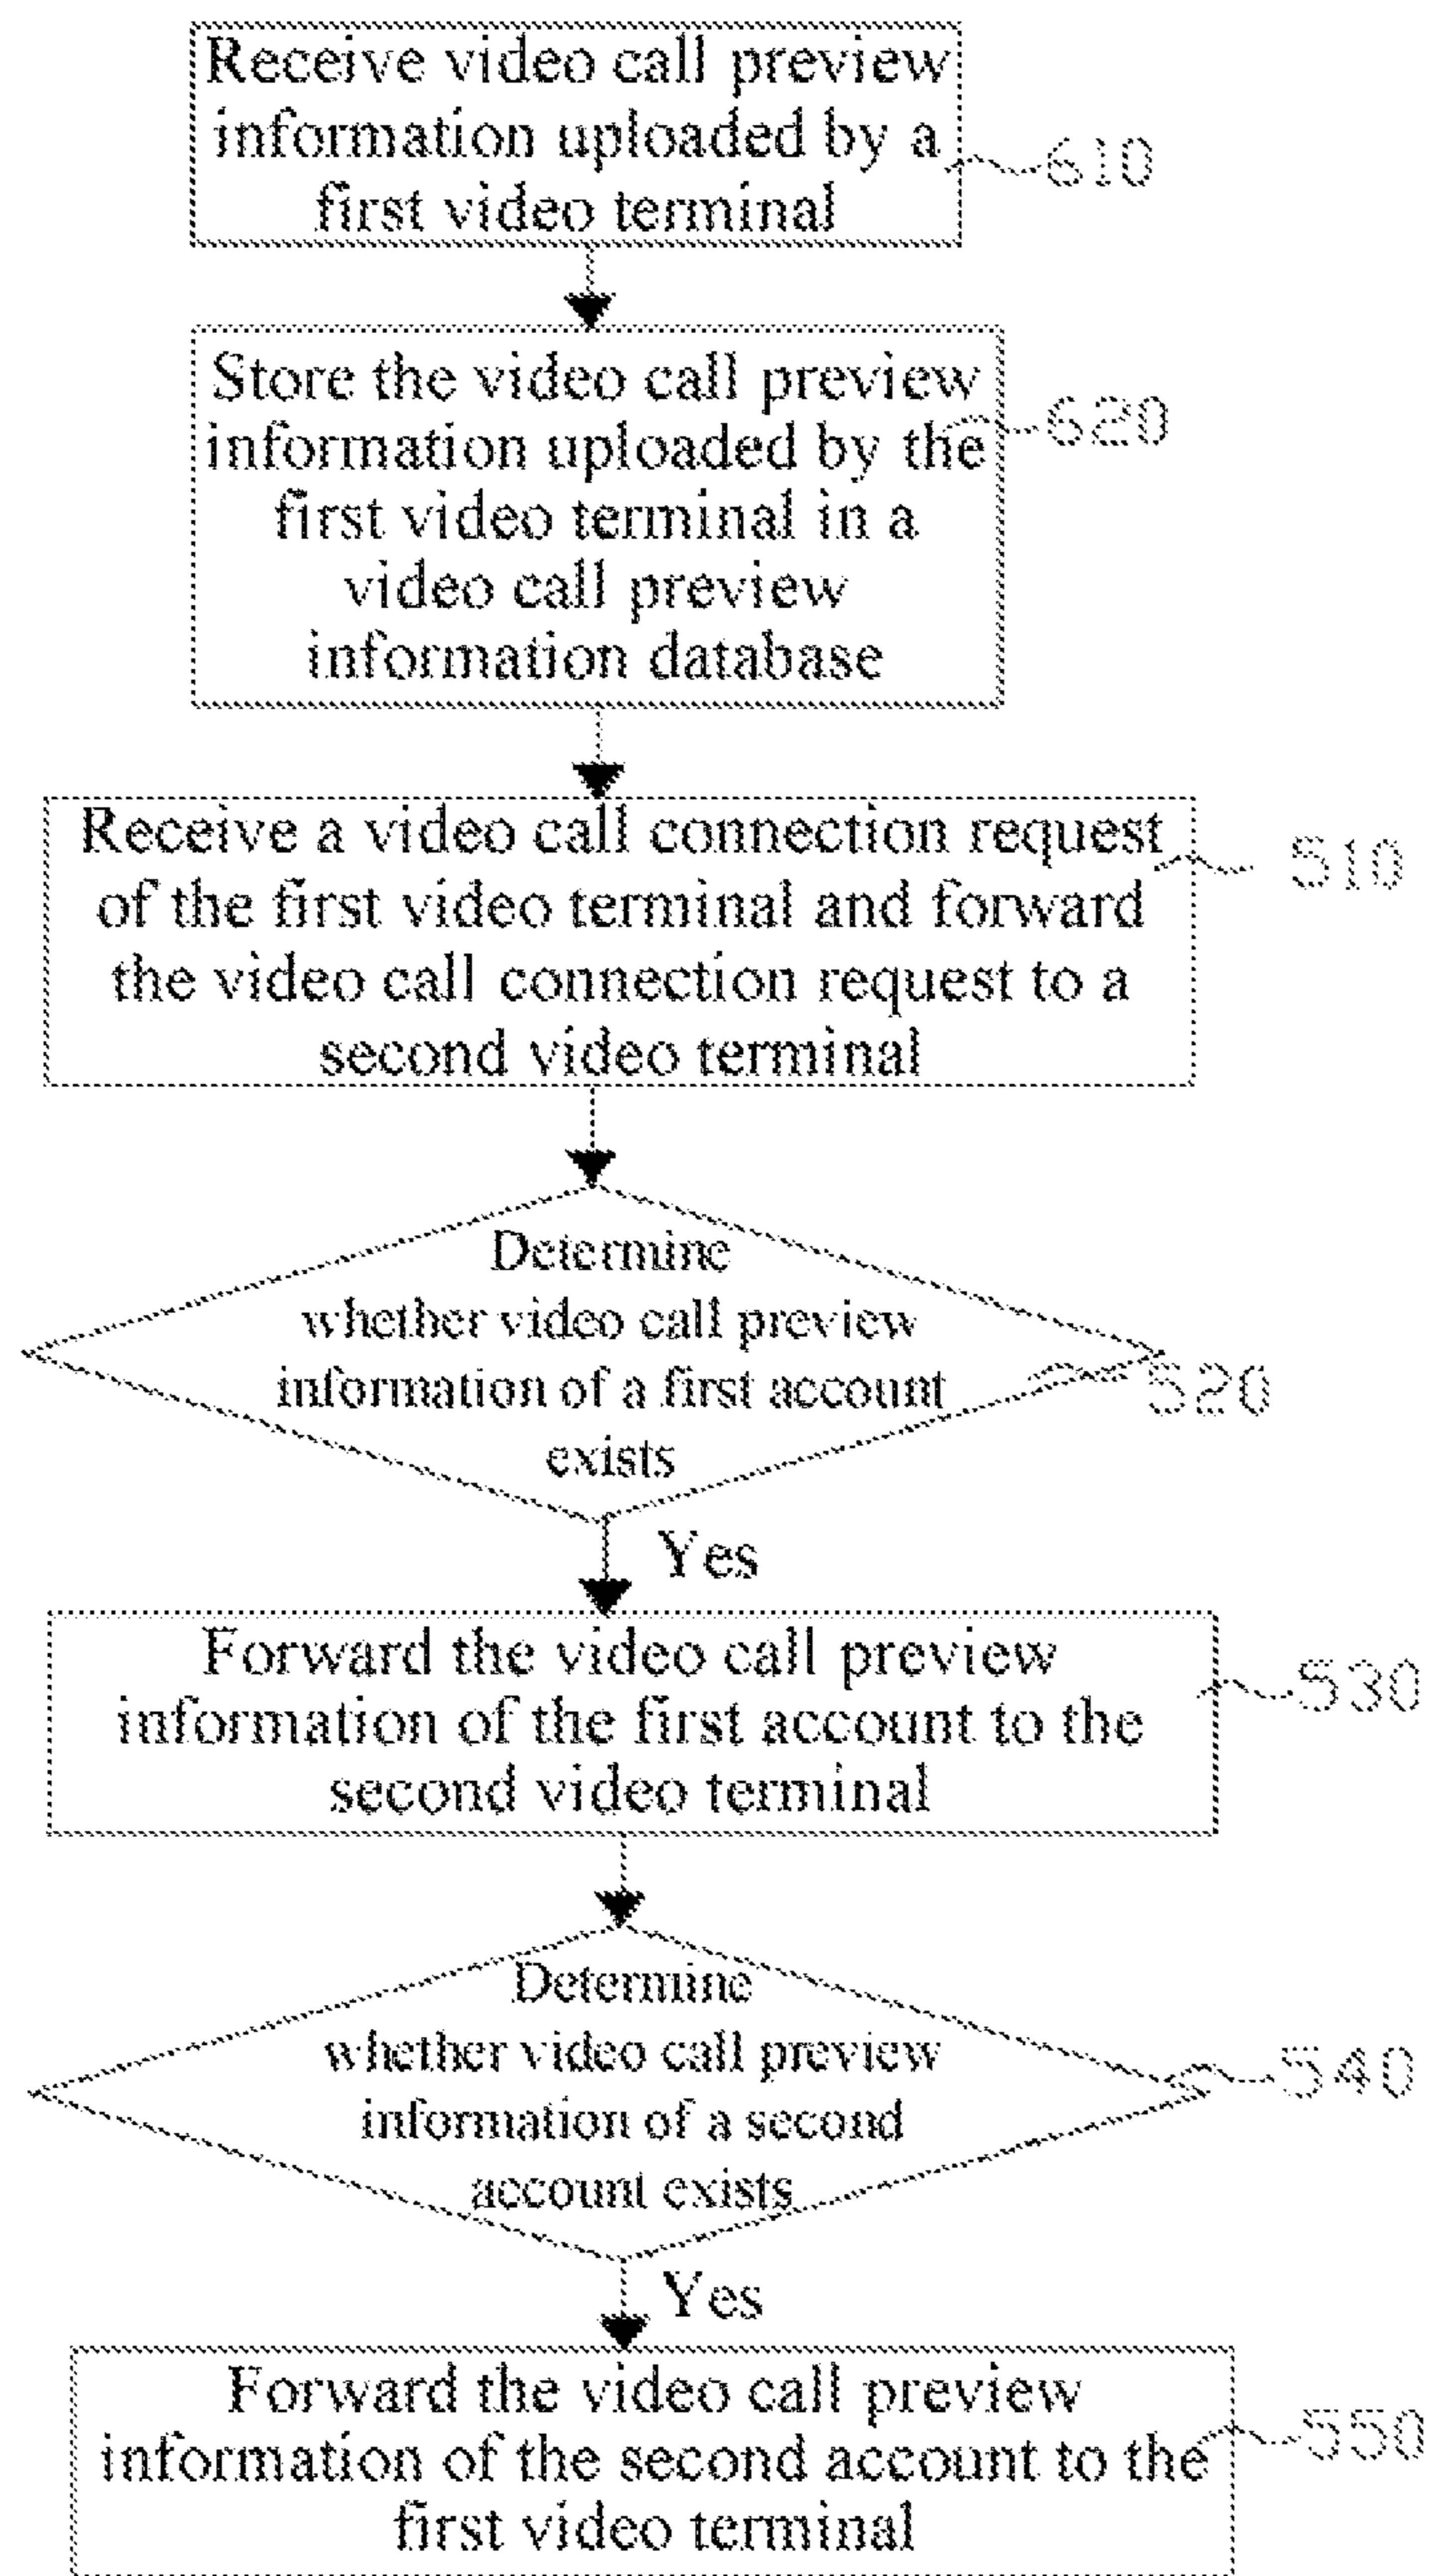 Receive video call preview
information uploaded by a
first video terminal
610
Store the video call preview
information uploaded by the
first video terminal in a
video call preview
information database
620
Receive a video call connection request
of the first video terminal and forward
the video call connection request to a
second video terminal
510
Determine
whether video call preview
information of a first account
exists
520
Yes
Forward the video call preview
information of the first account to the
second video terminal
530
Determine
whether video call preview
information of a second
account exists
540
Yes
Forward the video call preview
information of the second account to the
first video terminal
550